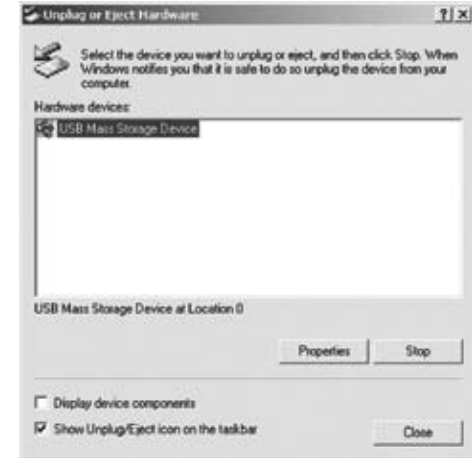 Unplug or Eject Hardware
Select the device you want to unplug or eject, and then click Stop. When
Windows notifies you that it is safe to do so unplug the device from your
computer.
Hardware devices:
USB Mass Storage Device
USB Mass Storage Device at Location 0
Properties
Stop
Display device components
Show Unplug/Eject icon on the taskbar
Close